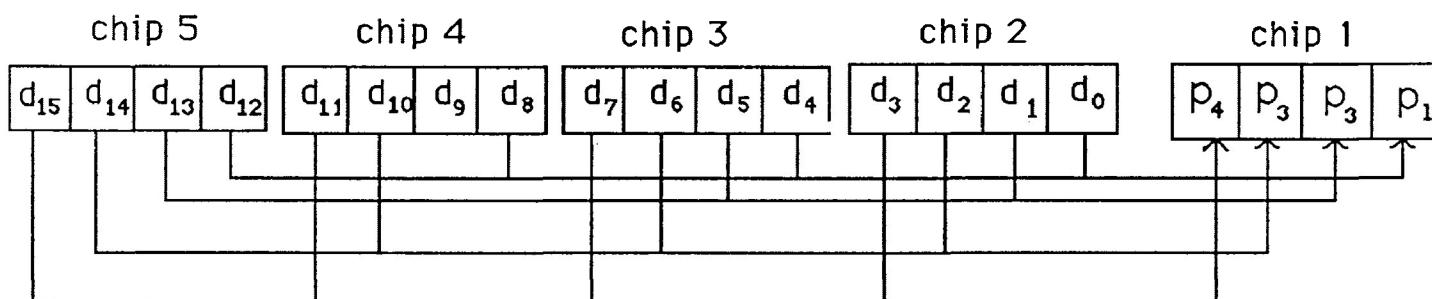 chip 5 chip 4 chip 3 chip 2 chip 1
d₁₅ d₁₄ d₁₃ d₁₂ d₁₁ d₁₀ d₉ d₈ d₇ d₆ d₅ d₄ d₃ d₂ d₁ d₀ p₄ p₃ p₃ p₁